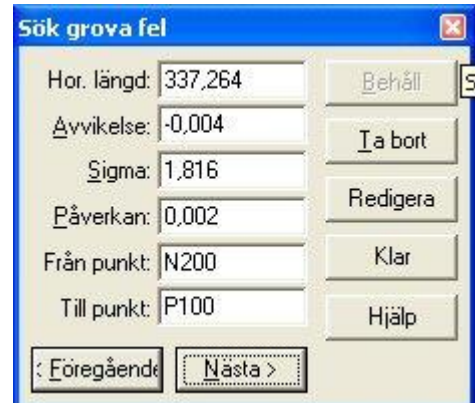 Sök grova fel
Hor. längd: 337,264
Behåll
S
Avvikelse: -0,004
Ta bort
Sigma: 1,816
Redigera
Påverkan: 0,002
Från punkt: N200
Klar
Till punkt: P100
Hjälp
< Föregående
Nästa >